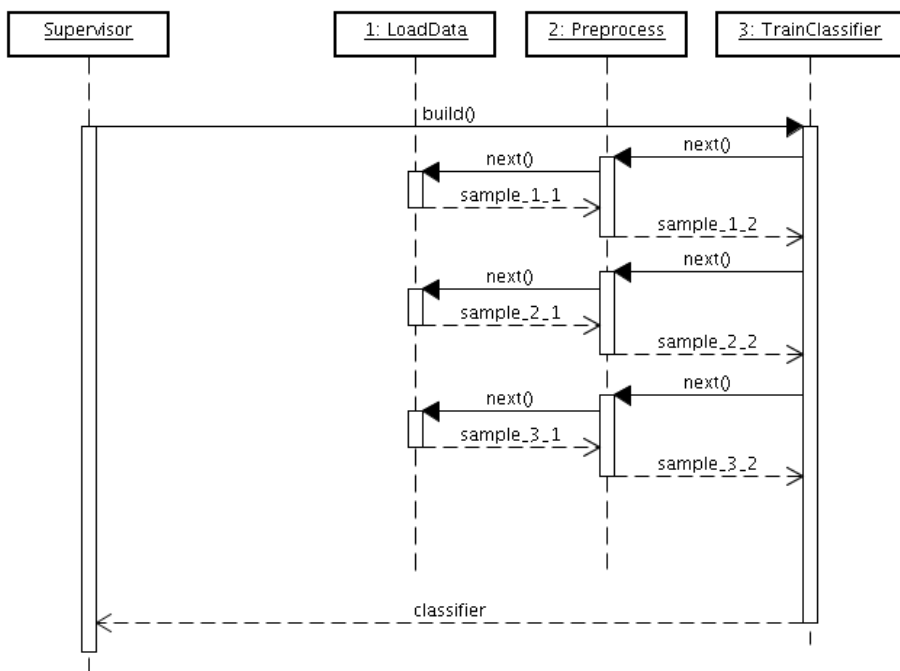 Supervisor
1: LoadData
2: Preprocess
3: TrainClassifier
build()
next()
next()
sample_1_1
sample_1_2
next()
next()
sample_2_1
sample_2_2
next()
next()
sample_3_1
sample_3_2
classifier